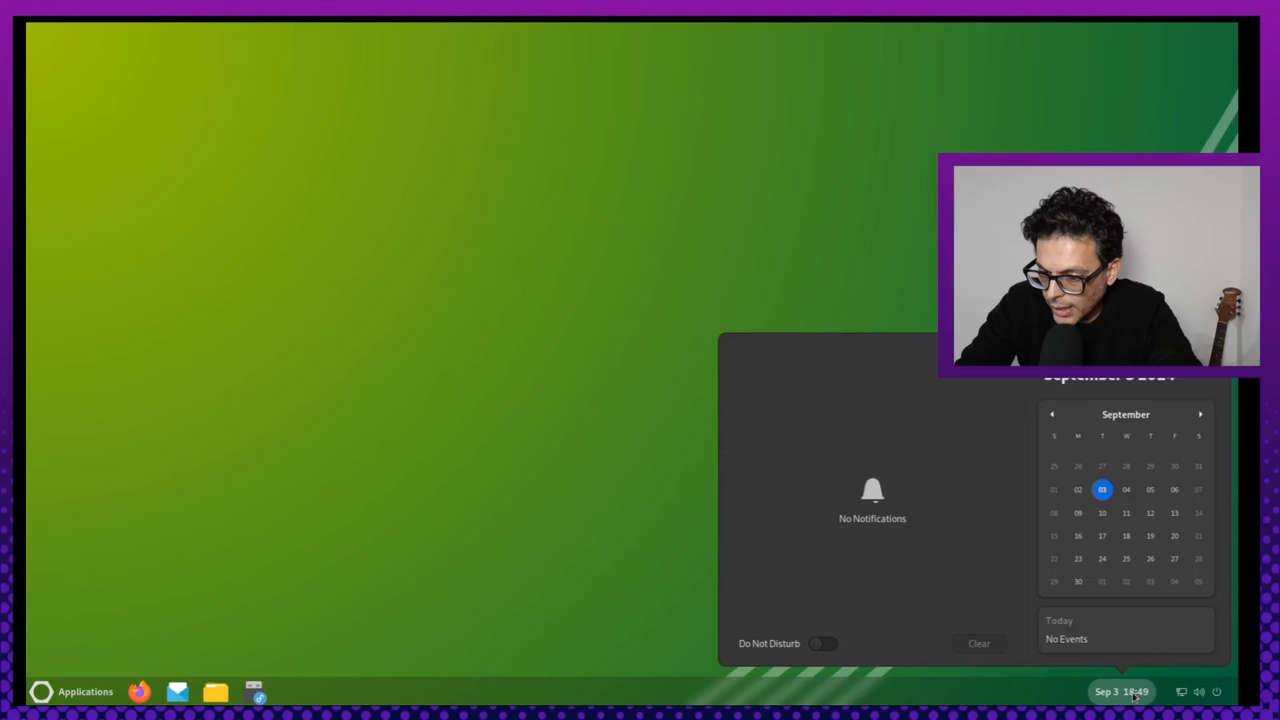 September 3 2024
September
S M T W T F S
25 26 27 28 29 30 31
01 02 03 04 05 06 07
08 09 10 11 12 13 14
15 16 17 18 19 20 21
22 23 24 25 26 27 28
29 30 01 02 03 04 05
No Notifications
Today
No Events
Do Not Disturb
Clear
Applications
Sep 3 18:49